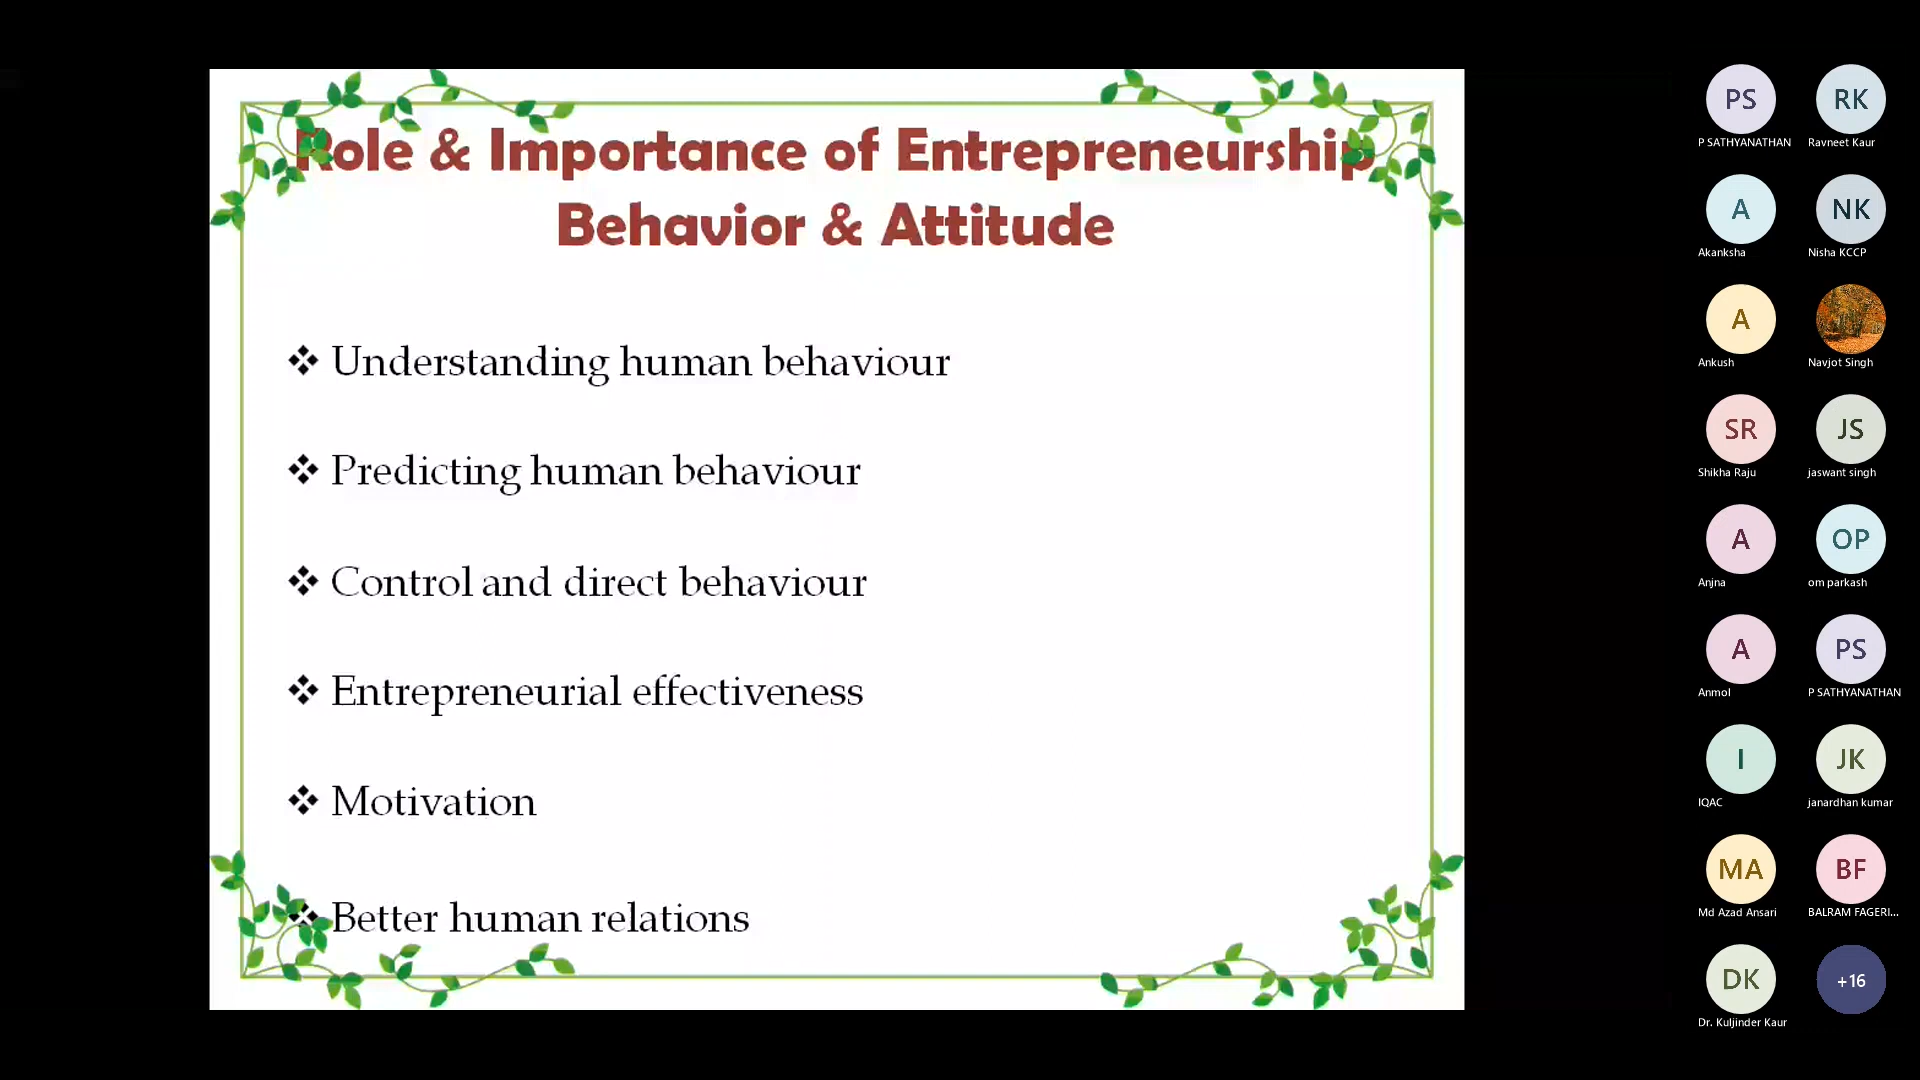 Role & Importance of Entrepreneurship
Behavior & Attitude
❖ Understanding human behaviour
❖ Predicting human behaviour
❖ Control and direct behaviour
❖ Entrepreneurial effectiveness
❖ Motivation
❖ Better human relations
PS RK
P SATHYANATHAN Ravneet Kaur
A NK
Akanksha Nisha KCCP
A
Ankush Navjot Singh
SR JS
Shikha Raju jaswant singh
A OP
Anjna om parkash
A PS
Anmol P SATHYANATHAN
I JK
IQAC janardhan kumar
MA BF
Md Azad Ansari BALRAM FAGERI...
DK +16
Dr. Kuljinder Kaur